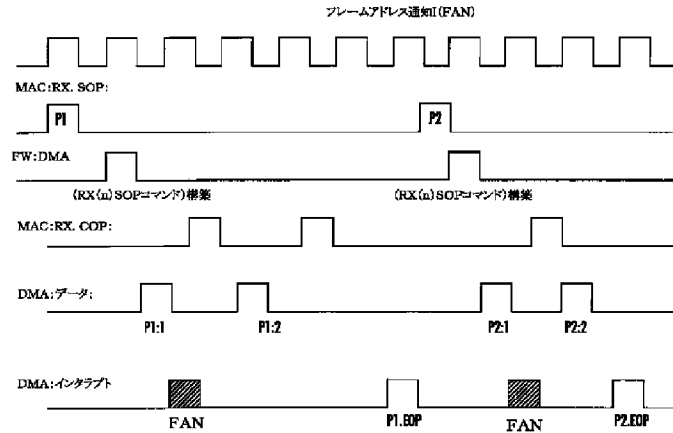 フレームアドレス通知I(FAN)
MAC:RX. SOP:
P1
P2
FW:DMA
(RX(n)SOPコマンド)構築
(RX(n)SOPコマンド)構築
MAC:RX. COP:
DMA:データ:
P1:1
P1:2
P2:1
P2:2
DMA:インタラプト
FAN
P1.EOP
FAN
P2.EOP